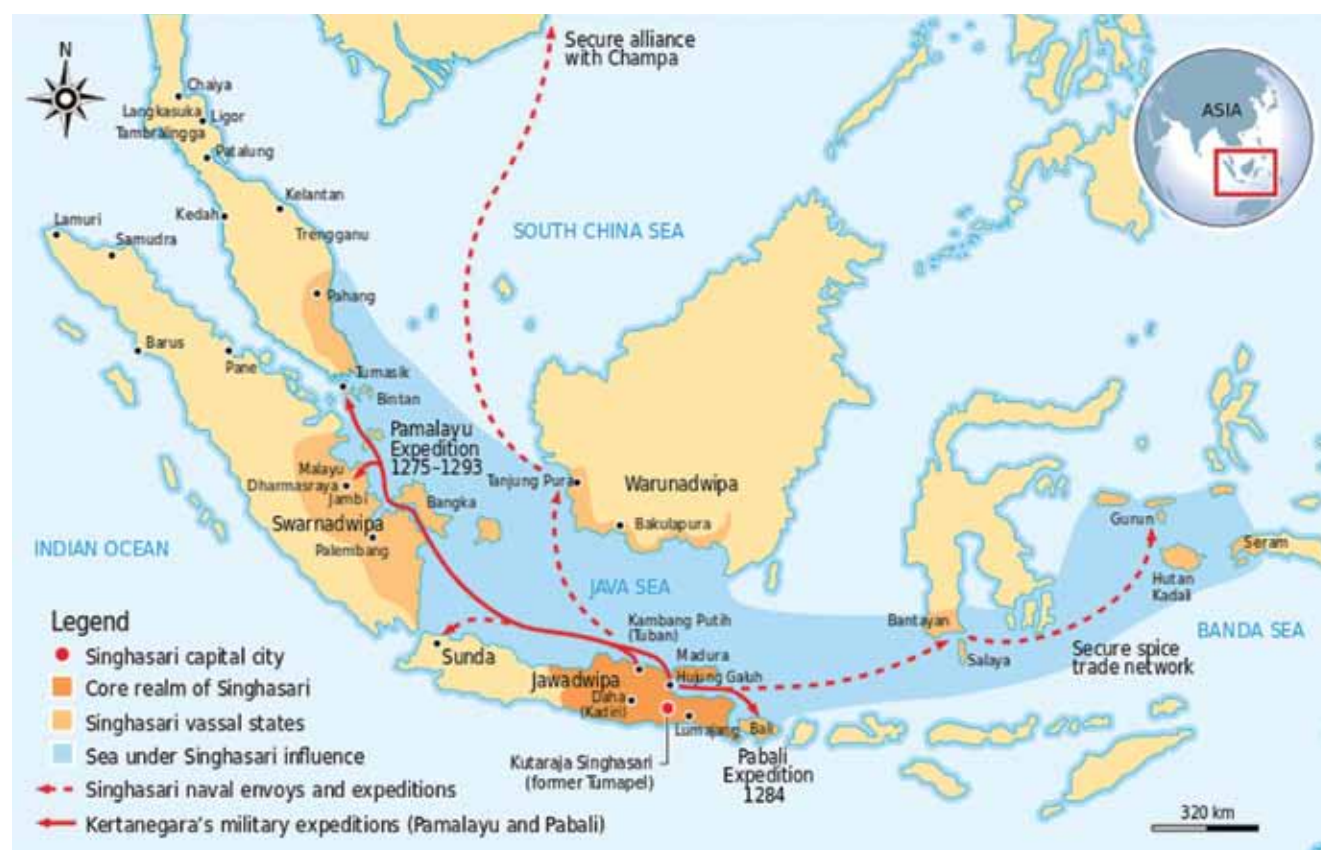 Secure alliance
with Champa
N
ASIA
Chaiya
Langkasuka
Ligor
Tambralingga
Patalung
Kelantan
Kedah
Lamuri
Samudra
Trengganu
SOUTH CHINA SEA
Pahang
Barus
Pane
Tumasik
Bintan
Pamalayu
Expedition
1275–1293
Malayu
Dharmasraya
Jambi
Bangka
Tanjung Pura
Warunadwipa
Swarnadwipa
Bakulapura
Palembang
Gurun
Seram
INDIAN OCEAN
JAVA SEA
Hutan
Kadali
Kambang Putih
(Tuban)
Bantayan
BANDA SEA
Legend
Singhasari capital city
Core realm of Singhasari
Singhasari vassal states
Sea under Singhasari influence
Singhasari naval envoys and expeditions
Kertanegara's military expeditions (Pamalayu and Pabali)
Sunda
Madura
Salaya
Secure spice
trade network
Jawadwipa
Hujung Galuh
Daha
(Kadiri)
Lumajang
Bali
Kutaraja Singhasari
(former Tumapel)
Pabali
Expedition
1284
320 km